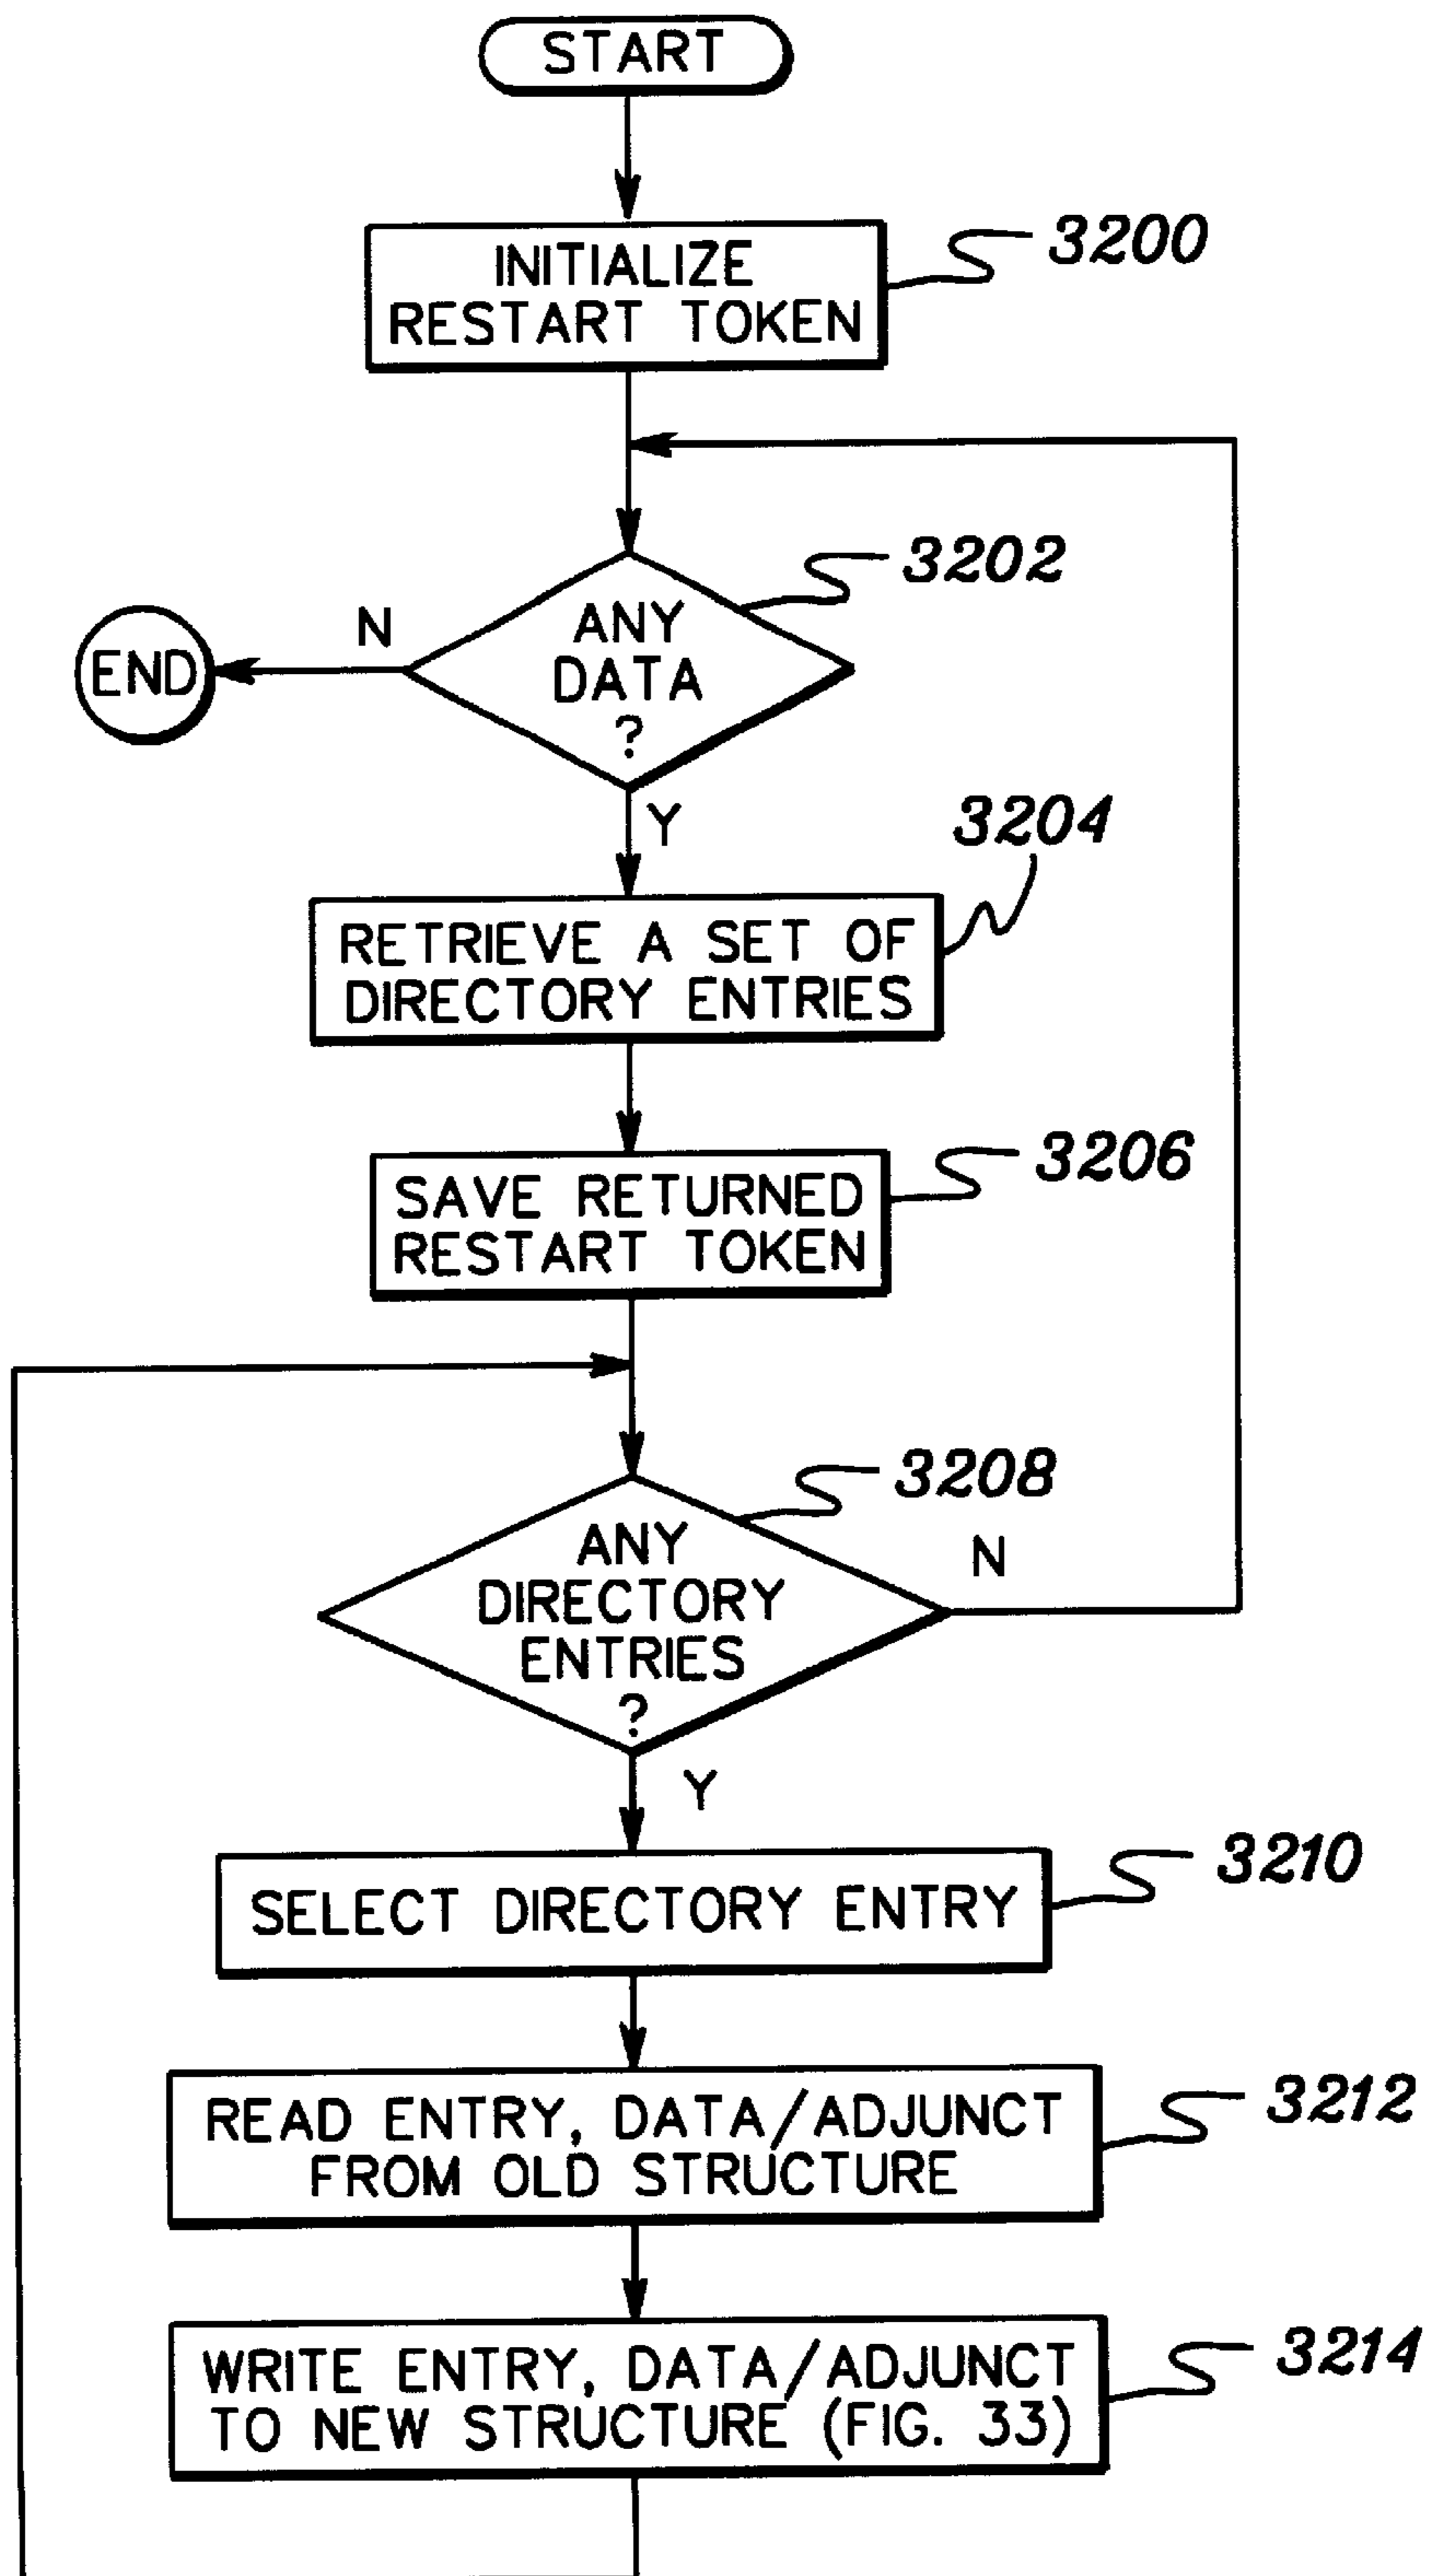 START
INITIALIZE
RESTART TOKEN
3200
3202
N
ANY
DATA
?
END
Y
3204
RETRIEVE A SET OF
DIRECTORY ENTRIES
SAVE RETURNED
RESTART TOKEN
3206
3208
ANY
DIRECTORY
ENTRIES
?
N
Y
SELECT DIRECTORY ENTRY
3210
READ ENTRY, DATA/ADJUNCT
FROM OLD STRUCTURE
3212
WRITE ENTRY, DATA/ADJUNCT
TO NEW STRUCTURE (FIG. 33)
3214